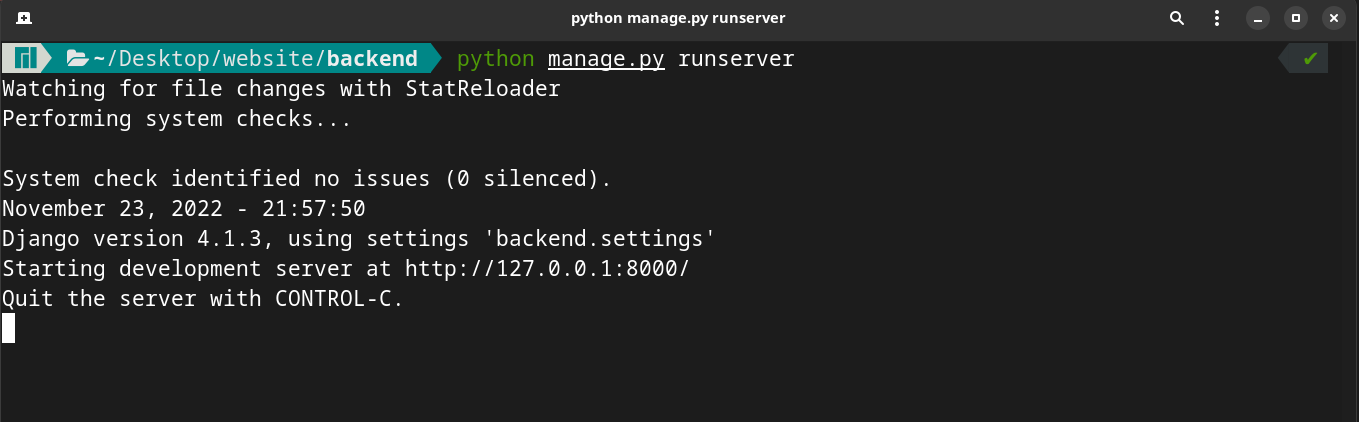 python manage.py runserver
~/Desktop/website/backend python manage.py runserver
Watching for file changes with StatReloader
Performing system checks...
System check identified no issues (0 silenced).
November 23, 2022 - 21:57:50
Django version 4.1.3, using settings 'backend.settings'
Starting development server at http://127.0.0.1:8000/
Quit the server with CONTROL-C.